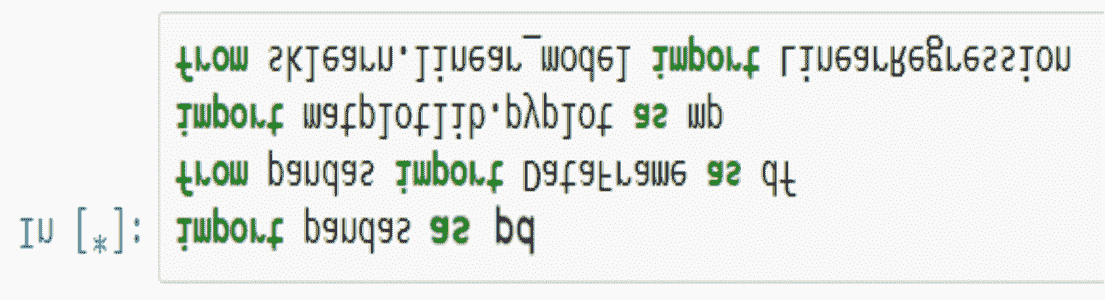 In [*]: import pandas as pd
from pandas import DataFrame as df
import matplotlib.pyplot as mp
from sklearn.linear_model import LinearRegression